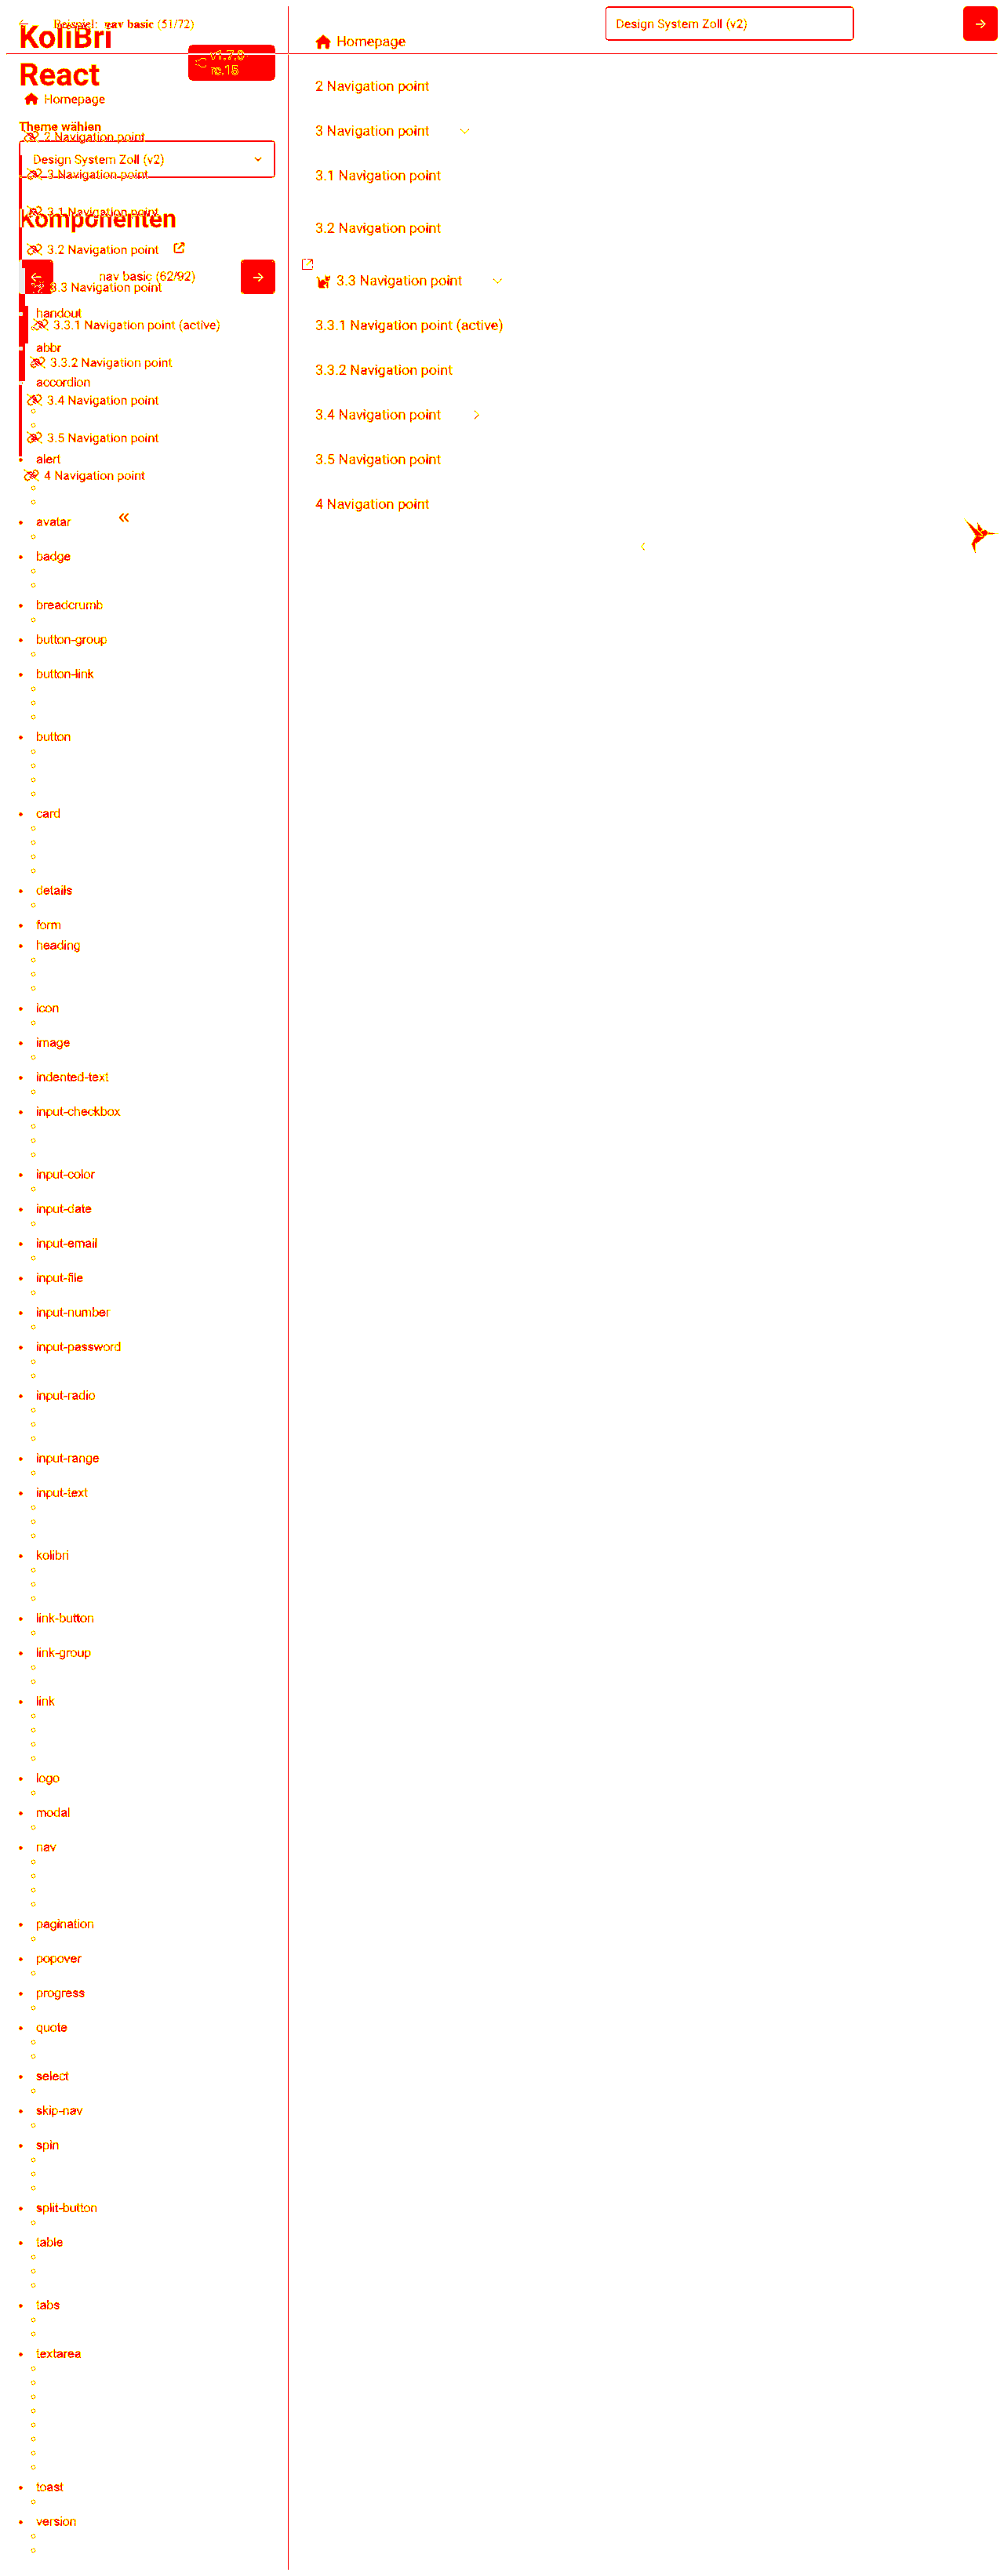 Beispiel: nav basic (51/72)
Design System Zoll (v2)
KoliBri
React
v1.7.0-
rc.15
Homepage
Theme wählen
2 Navigation point
Design System Zoll (v2)
3 Navigation point
3.1 Navigation point
Komponenten
3.2 Navigation point
nav basic (62/92)
3.3 Navigation point
handout
3.3.1 Navigation point (active)
abbr
3.3.2 Navigation point
accordion
3.4 Navigation point
3.5 Navigation point
alert
4 Navigation point
avatar
badge
breadcrumb
button-group
button-link
button
card
details
form
heading
icon
image
indented-text
input-checkbox
input-color
input-date
input-email
input-file
input-number
input-password
input-radio
input-range
input-text
kolibri
link-button
link-group
link
logo
modal
nav
pagination
popover
progress
quote
select
skip-nav
spin
split-button
table
tabs
textarea
toast
version
Homepage
2 Navigation point
3 Navigation point
3.1 Navigation point
3.2 Navigation point
3.3 Navigation point
3.3.1 Navigation point (active)
3.3.2 Navigation point
3.4 Navigation point
3.5 Navigation point
4 Navigation point